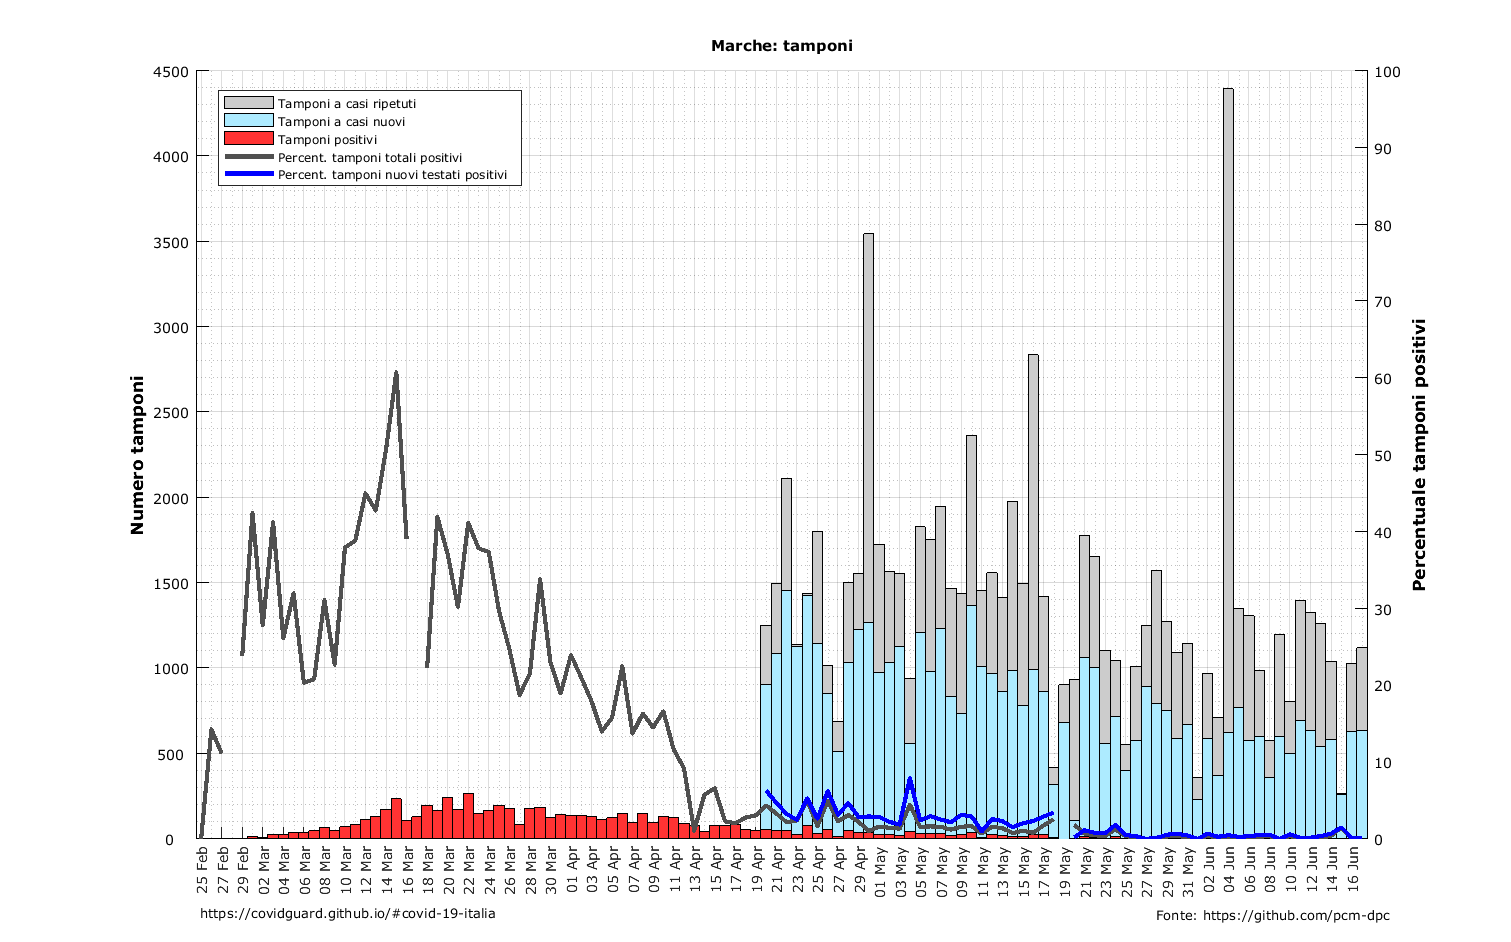 Marche: tamponi
Tamponi a casi ripetuti
Tamponi a casi nuovi
Tamponi positivi
Percent. tamponi totali positivi
Percent. tamponi nuovi testati positivi
Numero tamponi
4500
4000
3500
3000
2500
2000
1500
1000
500
0
100
90
80
70
60
50
40
30
20
10
0
Percentuale tamponi positivi
25 Feb
27 Feb
29 Feb
02 Mar
04 Mar
06 Mar
08 Mar
10 Mar
12 Mar
14 Mar
16 Mar
18 Mar
20 Mar
22 Mar
24 Mar
26 Mar
28 Mar
30 Mar
01 Apr
03 Apr
05 Apr
07 Apr
09 Apr
11 Apr
13 Apr
15 Apr
17 Apr
19 Apr
21 Apr
23 Apr
25 Apr
27 Apr
29 Apr
01 May
03 May
05 May
07 May
09 May
11 May
13 May
15 May
17 May
19 May
21 May
23 May
25 May
27 May
29 May
31 May
02 Jun
04 Jun
06 Jun
08 Jun
10 Jun
12 Jun
14 Jun
16 Jun
https://covidguard.github.io/#covid-19-italia
Fonte: https://github.com/pcm-dpc